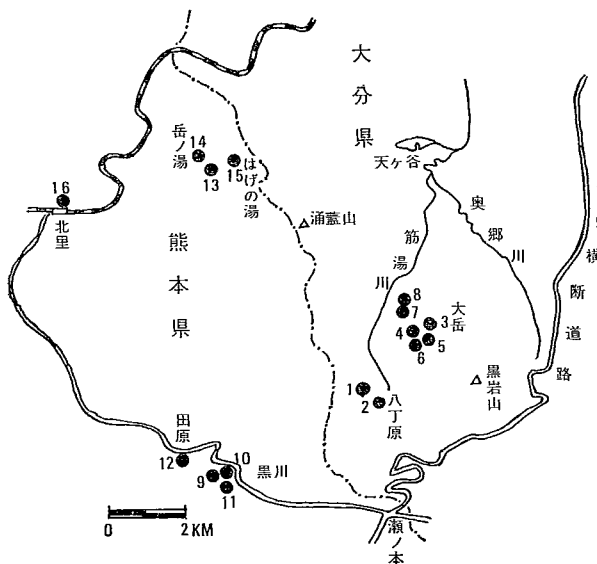 大分県
天ヶ谷
岳ノ湯
14
13
15
はげの湯
16
北里
涌蓋山
熊本県
筋湯川
奥郷川
横断道路
8
7
大岳
3
4
5
6
黒岩山
1
2
八丁原
田原
12
10
9
11
黒川
瀬ノ本
0
2 KM